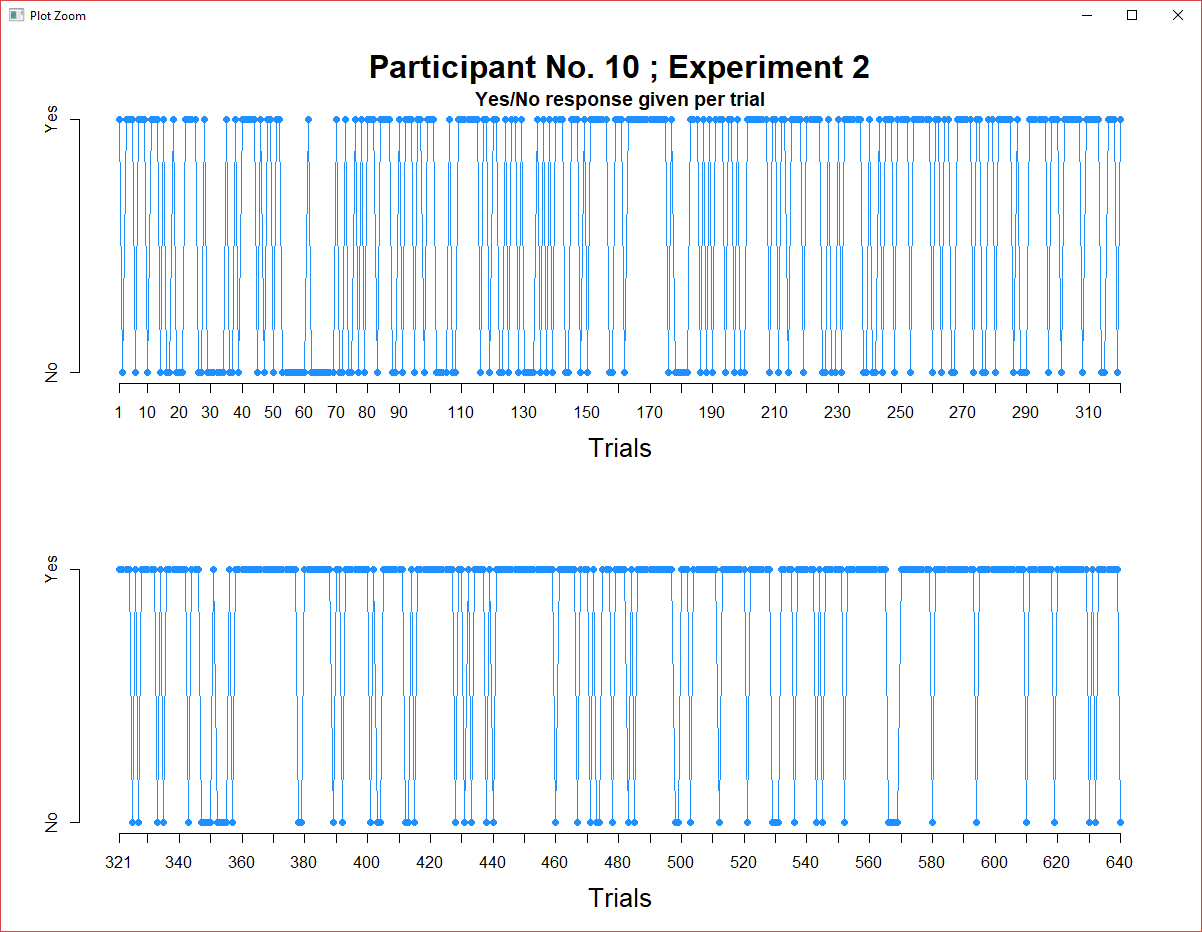 Plot Zoom
Participant No. 10 ; Experiment 2
Yes/No response given per trial
Yes
No
1 10 20 30 40 50 60 70 80 90 110 130 150 170 190 210 230 250 270 290 310
Trials
Yes
No
321 340 360 380 400 420 440 460 480 500 520 540 560 580 600 620 640
Trials